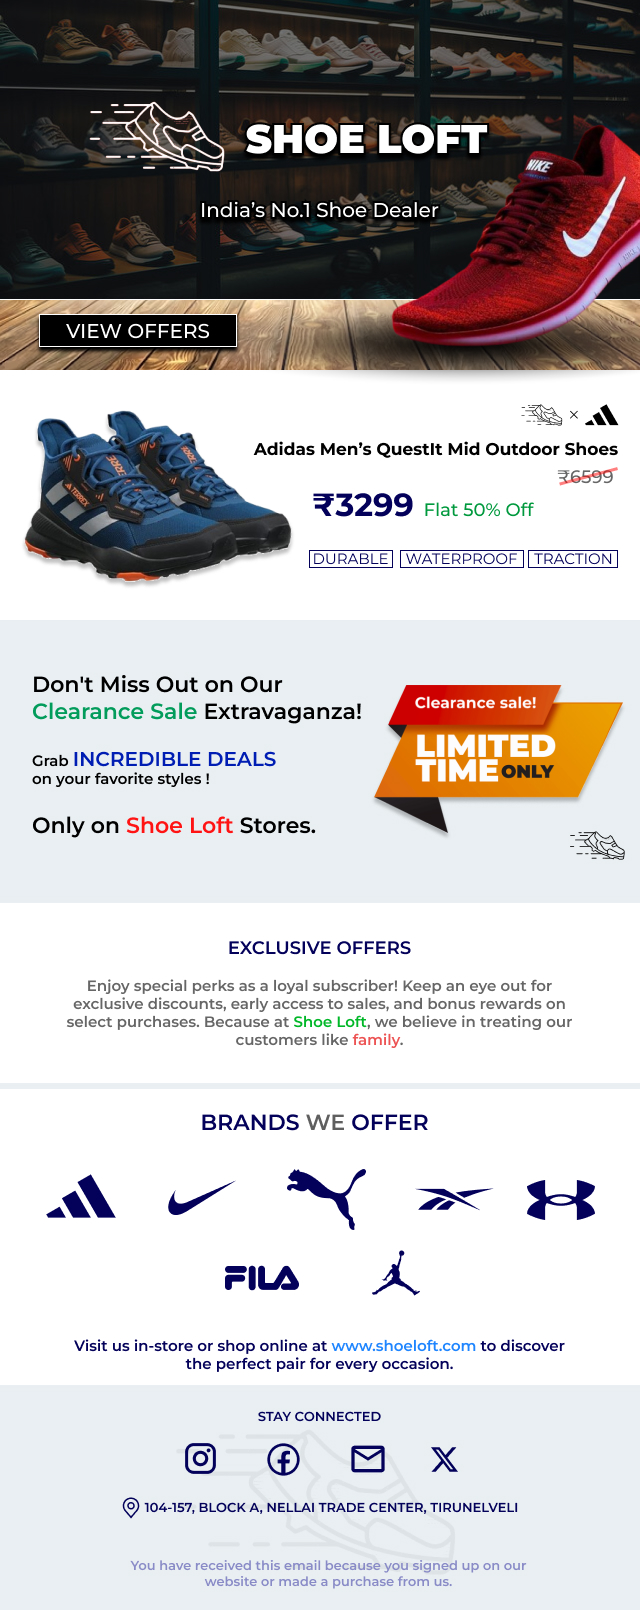 SHOE LOFT
NIKE
India's No.1 Shoe Dealer
VIEW OFFERS
×
Adidas Men's QuestIt Mid Outdoor Shoes
₹6599
₹3299 Flat 50% Off
TERREX
DURABLE WATERPROOF TRACTION
Don't Miss Out on Our
Clearance Sale Extravaganza!
Clearance sale!
LIMITED
TIME ONLY
Grab INCREDIBLE DEALS
on your favorite styles !
Only on Shoe Loft Stores.
EXCLUSIVE OFFERS
Enjoy special perks as a loyal subscriber! Keep an eye out for
exclusive discounts, early access to sales, and bonus rewards on
select purchases. Because at Shoe Loft, we believe in treating our
customers like family.
BRANDS WE OFFER
FILA
Visit us in-store or shop online at www.shoeloft.com to discover
the perfect pair for every occasion.
STAY CONNECTED
104-157, BLOCK A, NELLAI TRADE CENTER, TIRUNELVELI
You have received this email because you signed up on our
website or made a purchase from us.